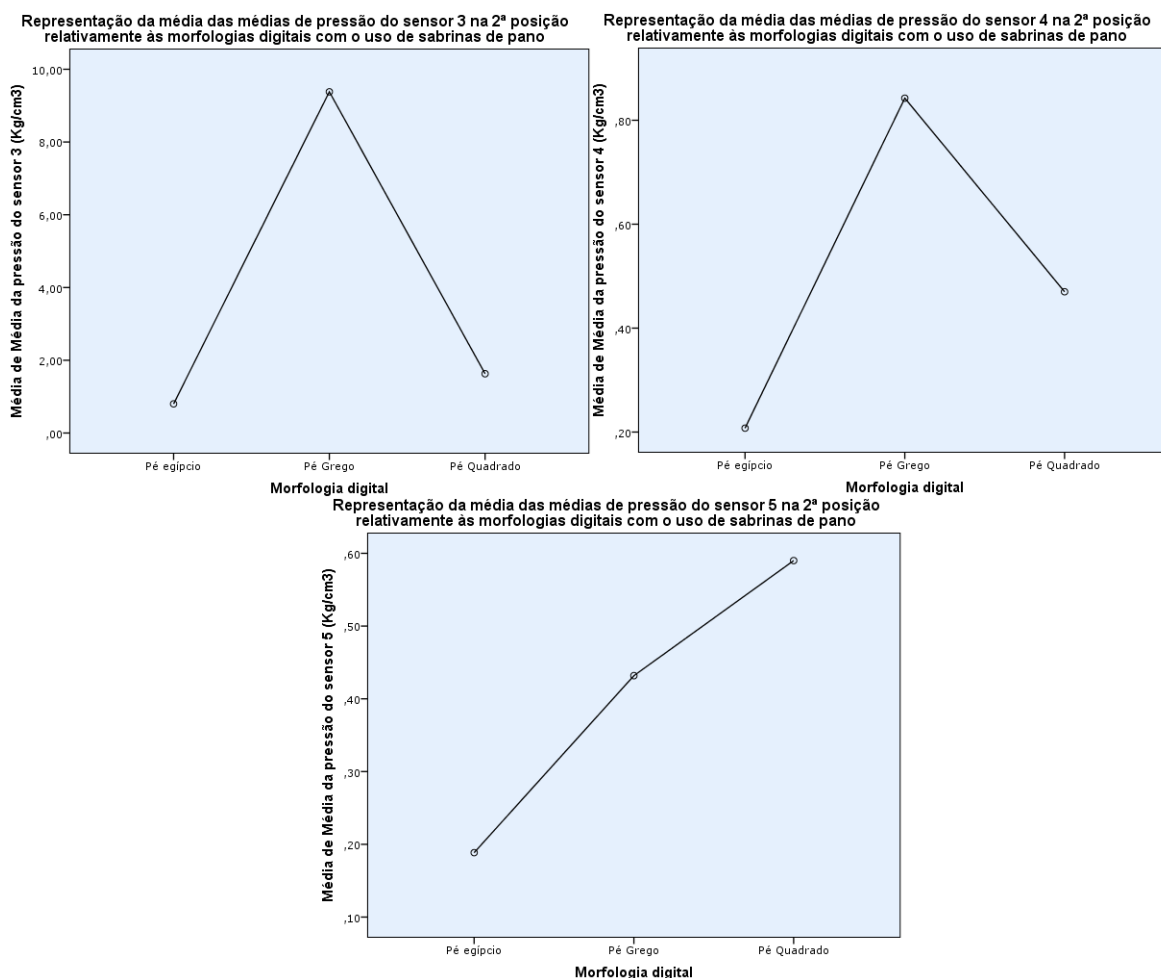 Representação da média das médias de pressão do sensor 3 na 2ª posição
relativamente às morfologias digitais com o uso de sabrinas de pano
Média de Média da pressão do sensor 3 (Kg/cm3)
10,00
8,00
6,00
4,00
2,00
,00
Pé egípcio
Pé Grego
Pé Quadrado
Morfologia digital
Representação da média das médias de pressão do sensor 4 na 2ª posição
relativamente às morfologias digitais com o uso de sabrinas de pano
Média de Média da pressão do sensor 4 (Kg/cm3)
,80
,60
,40
,20
Pé egípcio
Pé Grego
Pé Quadrado
Morfologia digital
Representação da média das médias de pressão do sensor 5 na 2ª posição
relativamente às morfologias digitais com o uso de sabrinas de pano
Média de Média da pressão do sensor 5 (Kg/cm3)
,60
,50
,40
,30
,20
,10
Pé egípcio
Pé Grego
Pé Quadrado
Morfologia digital